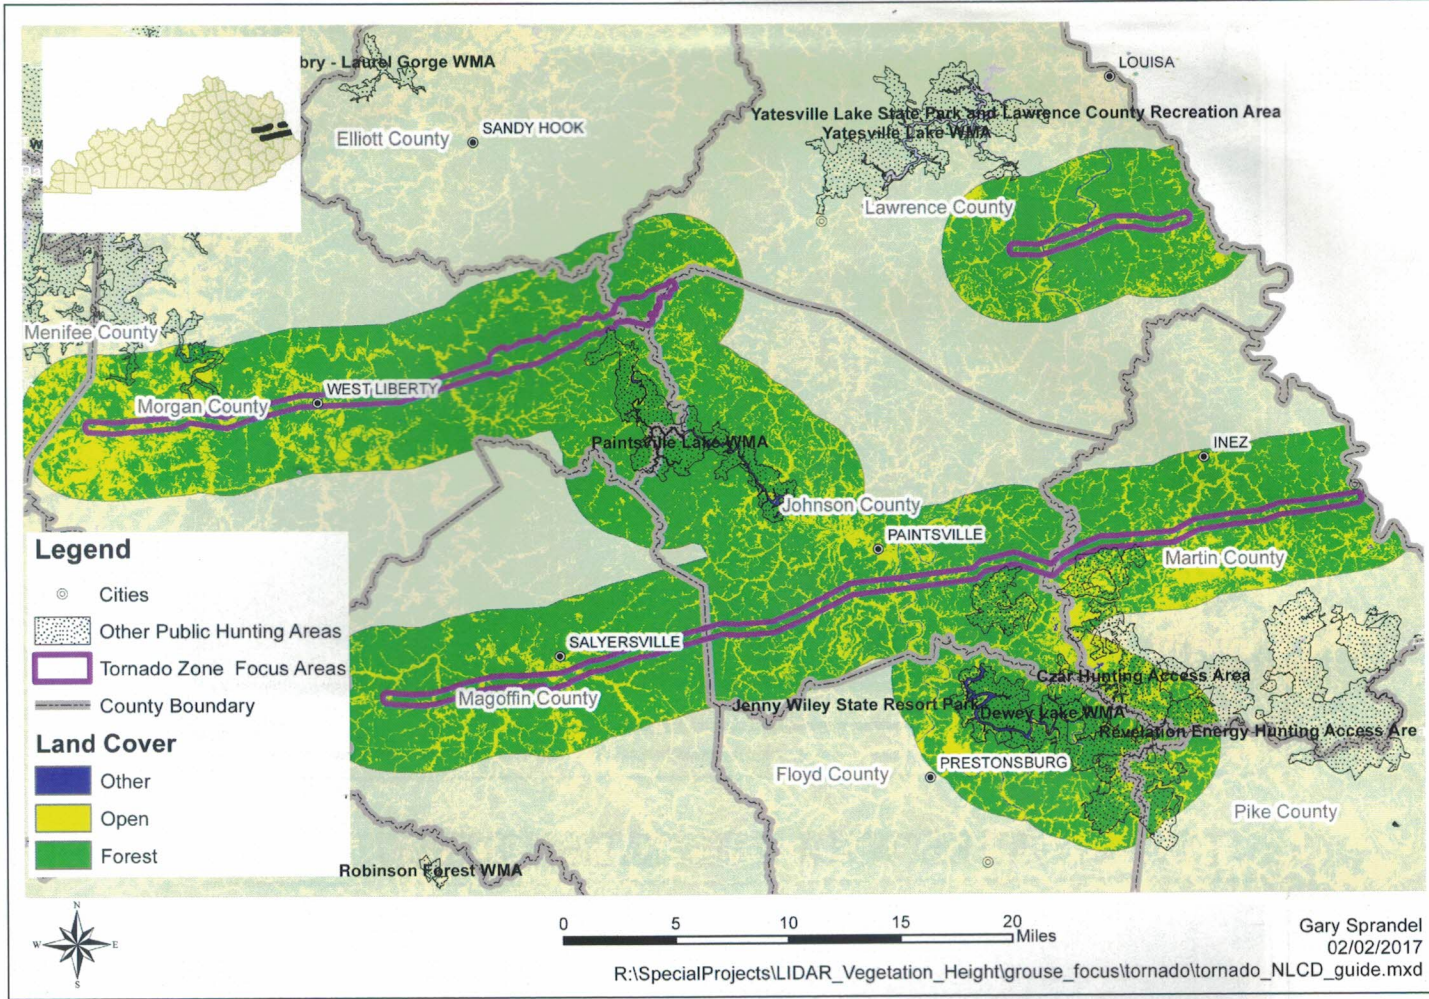 bry - Laurel Gorge WMA
LOUISA
Yatesville Lake State Park and Lawrence County Recreation Area
Yatesville Lake WMA
SANDY HOOK
Elliott County
Lawrence County
Menifee County
WEST LIBERTY
Morgan County
Paintsville Lake WMA
INEZ
Johnson County
PAINTSVILLE
Martin County
SALYERSVILLE
Magoffin County
Czar Hunting Access Area
Jenny Wiley State Resort Park
Dewey Lake WMA
Revelation Energy Hunting Access Are
PRESTONSBURG
Floyd County
Pike County
Robinson Forest WMA
Legend
Cities
Other Public Hunting Areas
Tornado Zone Focus Areas
County Boundary
Land Cover
Other
Open
Forest
N
W E
S
0 5 10 15 20
Miles
Gary Sprandel
02/02/2017
R:\SpecialProjects\LIDAR_Vegetation_Height\grouse_focus\tornado\tornado_NLCD_guide.mxd